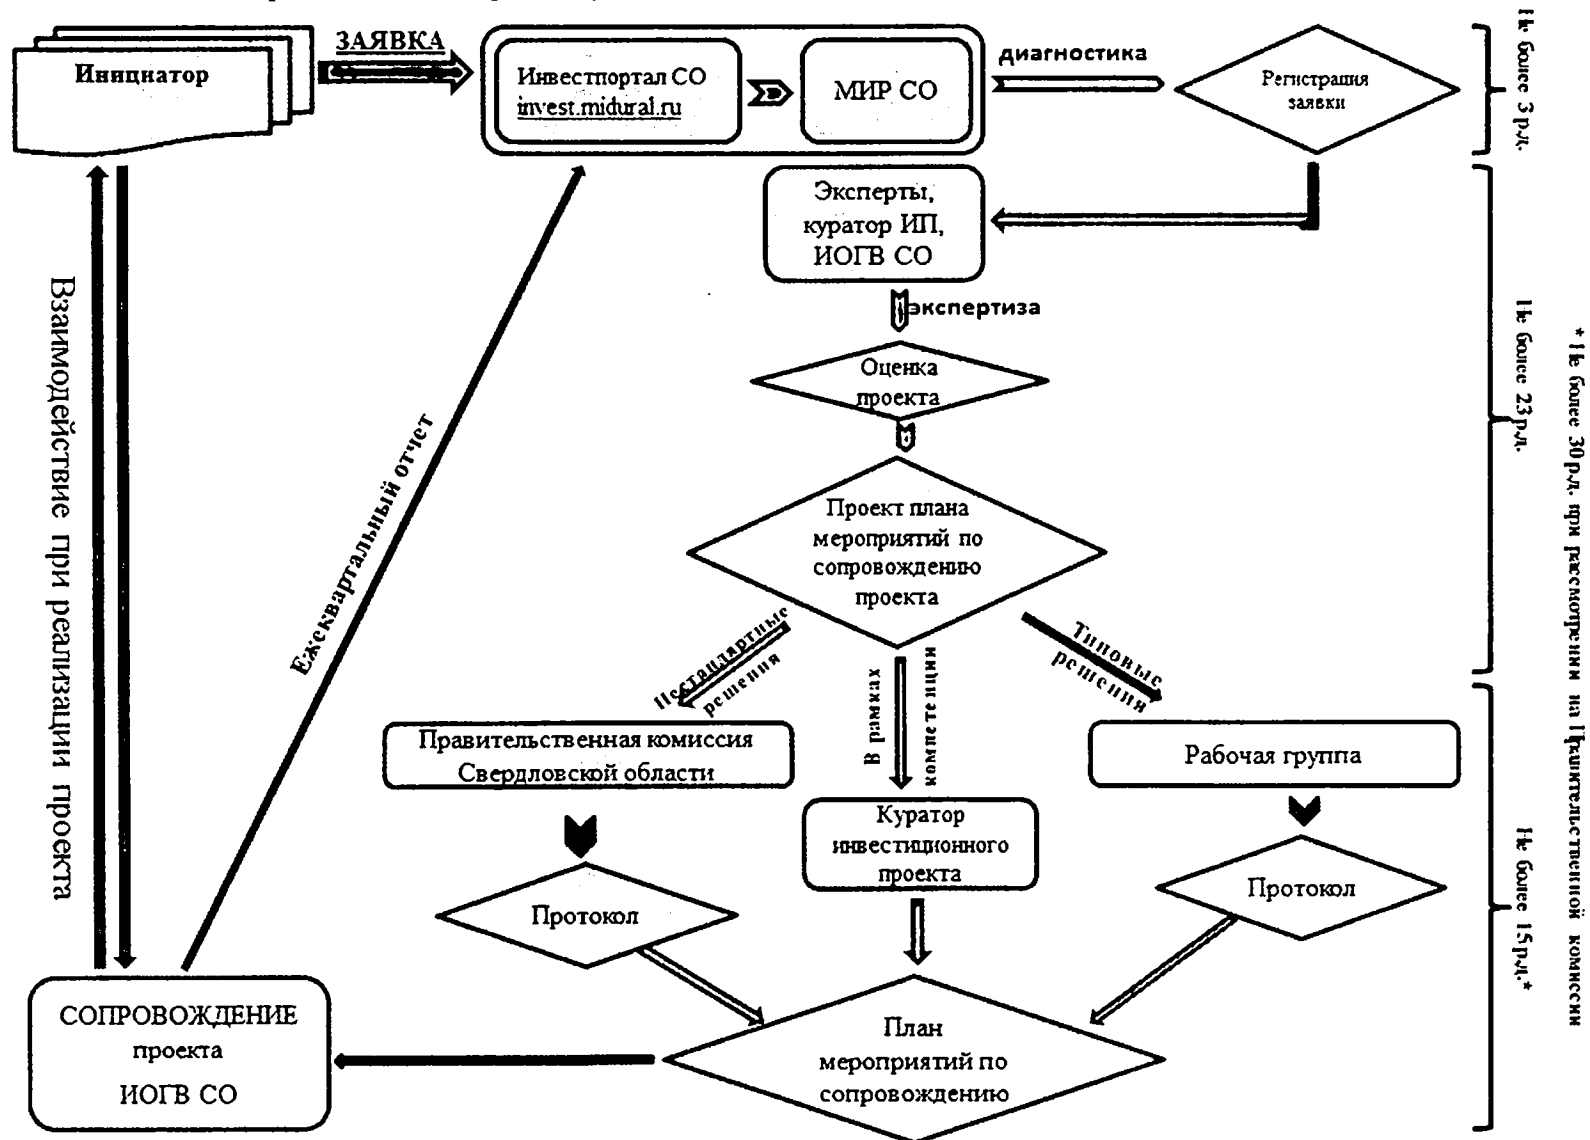 ЗАЯВКА
Инициатор
Инвестпортал СО
invest.midural.ru
МИР СО
диагностика
Регистрация
заявки
Не более 3 р.д.
Эксперты,
куратор ИП,
ИОГВ СО
экспертиза
Оценка
проекта
Проект плана
мероприятий по
сопровождению
проекта
Не более 23 р.д.
Нестандартные
решения
В рамках
компетенции
Типовые
решения
Правительственная комиссия
Свердловской области
Куратор
инвестиционного
проекта
Рабочая группа
Протокол
Протокол
План
мероприятий по
сопровождению
Не более 15 р.д.*
* Не более 30 р.д. при рассмотрении на Правительственной комиссии
СОПРОВОЖДЕНИЕ
проекта
ИОГВ СО
Ежеквартальный отчет
Взаимодействие при реализации проекта